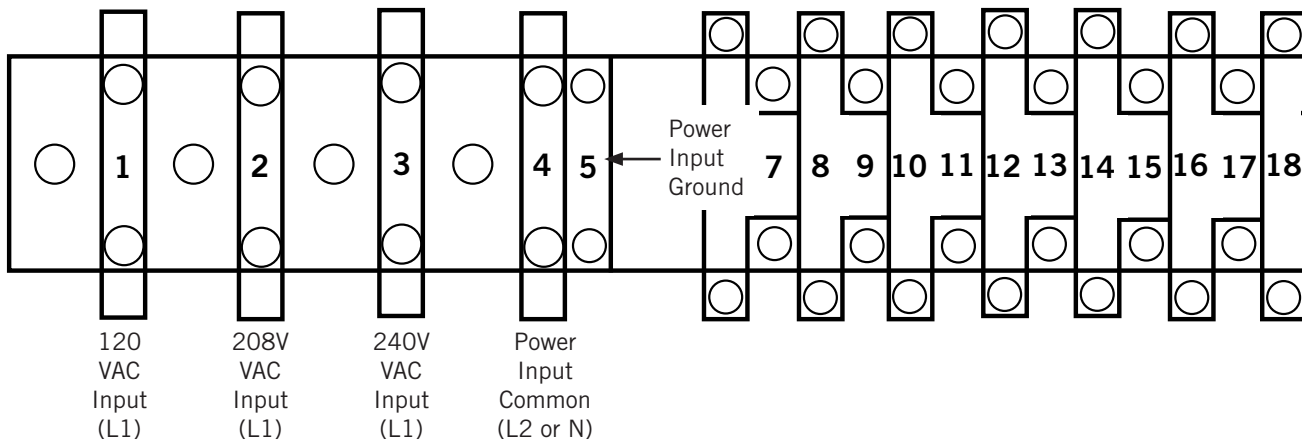 1 2 3 4 5 Power Input Ground 7 8 9 10 11 12 13 14 15 16 17 18
120 VAC Input (L1)
208V VAC Input (L1)
240V VAC Input (L1)
Power Input Common (L2 or N)